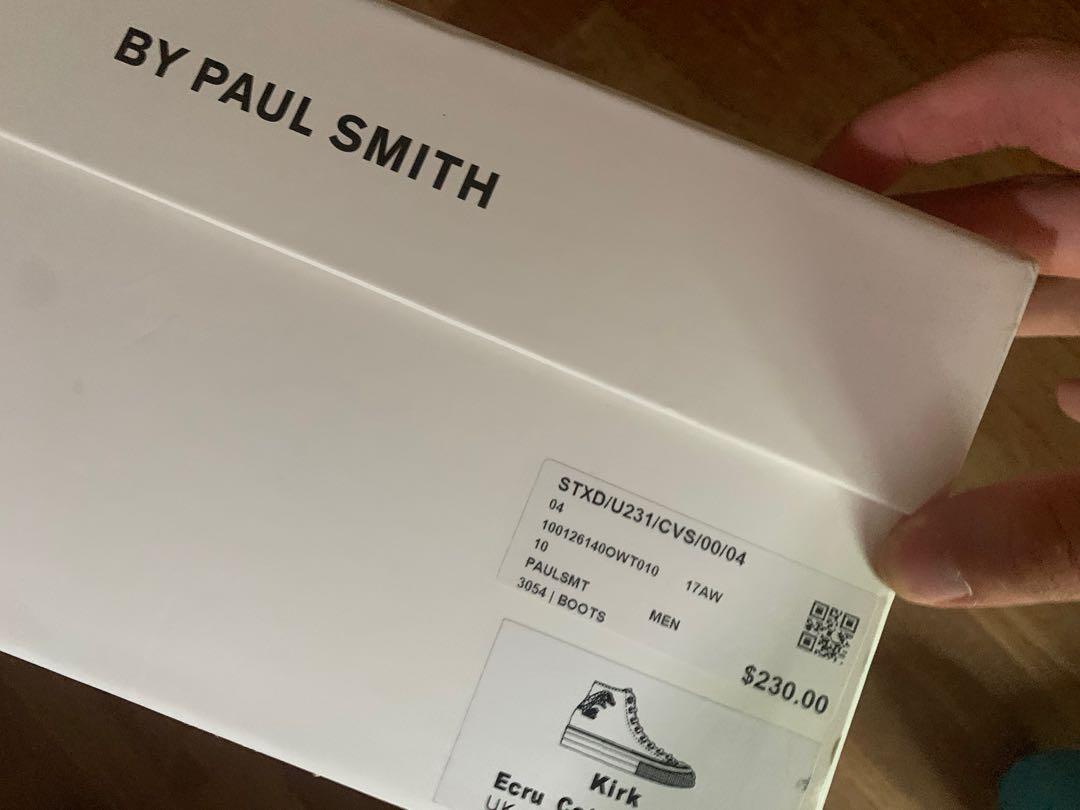 BY PAUL SMITH
STXD/U231/CVS/00/04
04
100126140OWT010 17AW
10
PAULSMT MEN
3054 | BOOTS
$230.00
Kirk
Ecru
UK